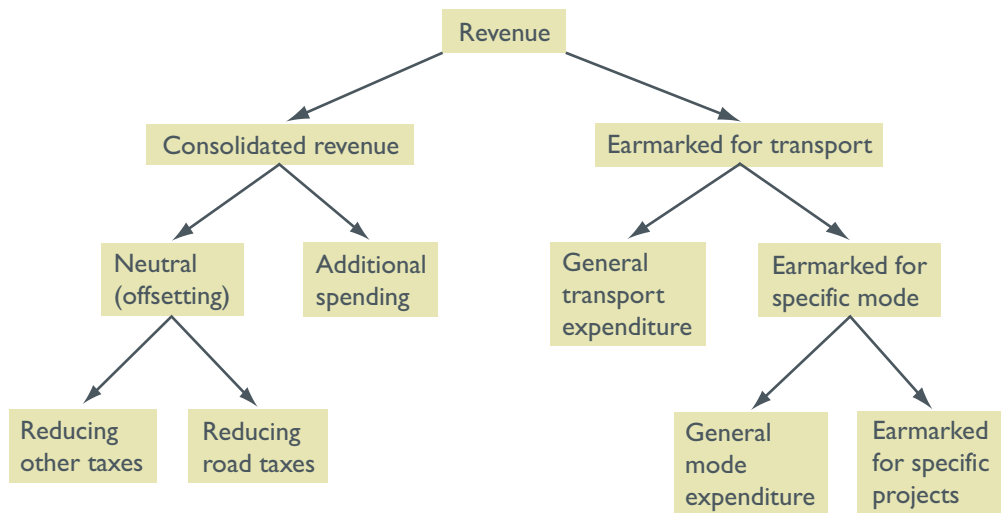 Revenue
Consolidated revenue
Earmarked for transport
Neutral
(offsetting)
Additional
spending
General
transport
expenditure
Earmarked for
specific mode
Reducing
other taxes
Reducing
road taxes
General
mode
expenditure
Earmarked
for specific
projects